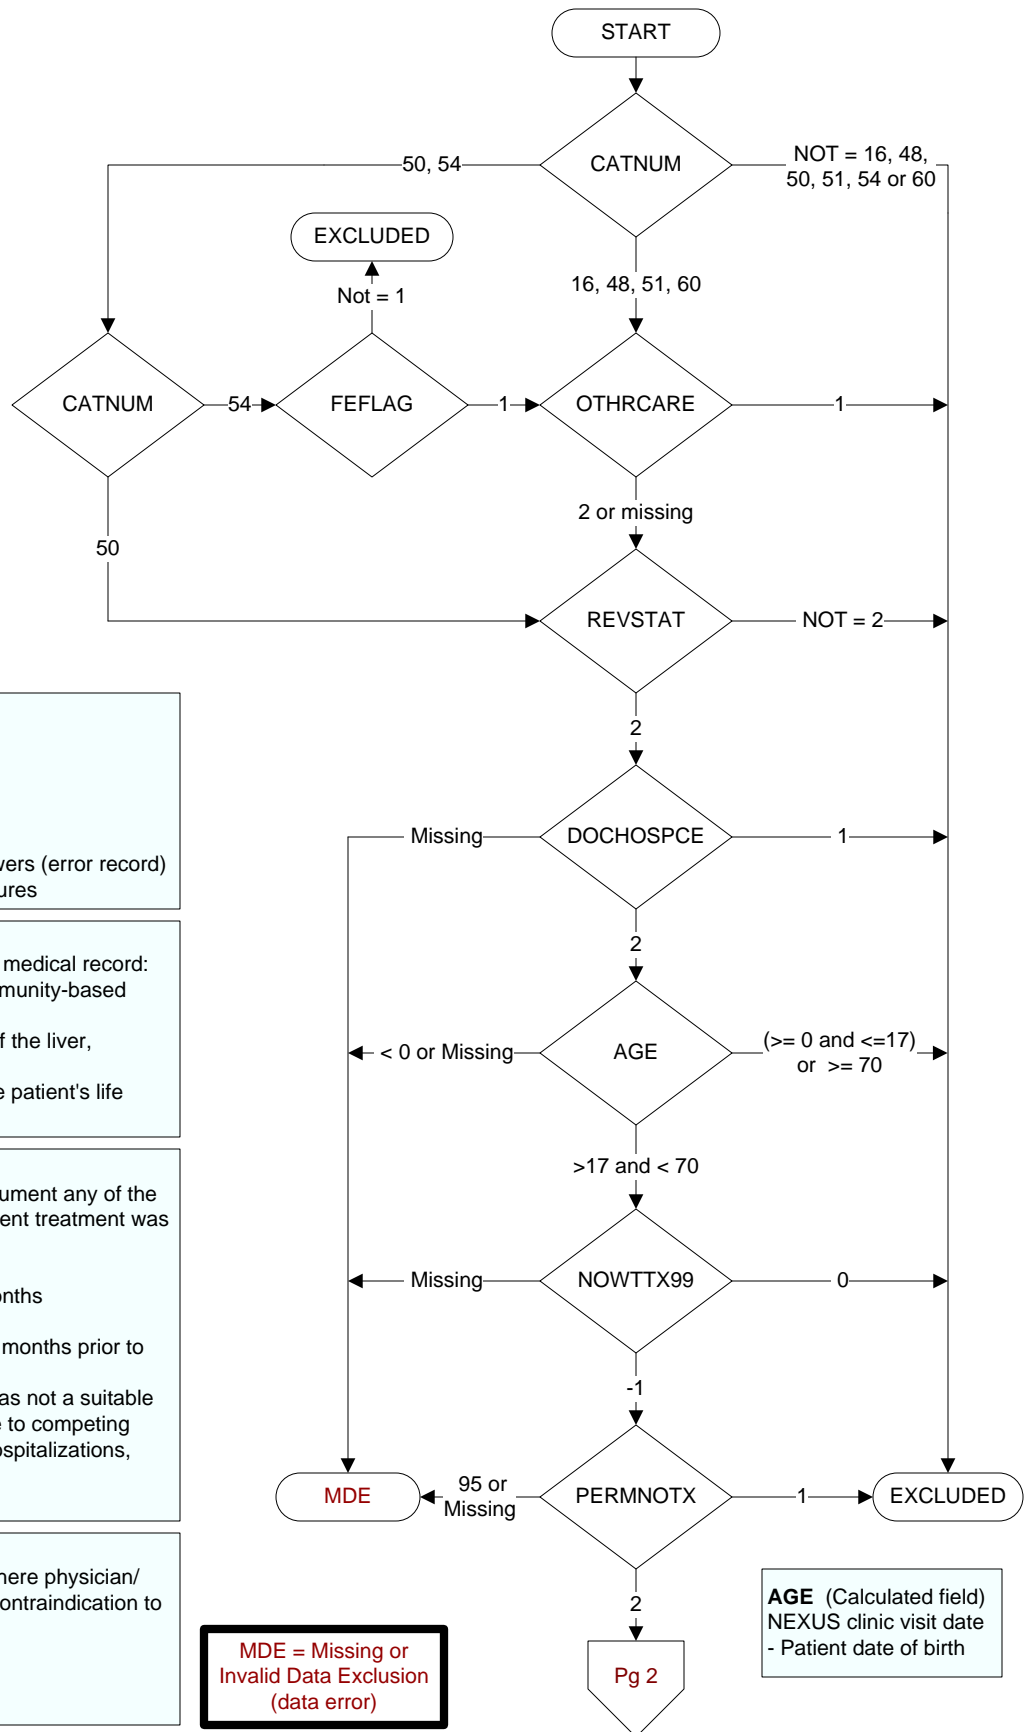 START
CATNUM
50, 54
NOT = 16, 48,
50, 51, 54 or 60
EXCLUDED
Not = 1
16, 48, 51, 60
CATNUM
54
FEFLAG
1
OTHRCARE
1
2 or missing
50
REVSTAT
NOT = 2
2
Missing
DOCHOSPCE
1
wers (error record)
ures
2
medical record:
mmunity-based
f the liver,
e patient's life
< 0 or Missing
AGE
(>= 0 and <=17)
or >= 70
>17 and < 70
ument any of the
ent treatment was
onths
months prior to
as not a suitable
e to competing
ospitalizations,
Missing
NOWTTX99
0
-1
MDE
95 or
Missing
PERMNOTX
1
EXCLUDED
here physician/
ontraindication to
2
Pg 2
MDE = Missing or
Invalid Data Exclusion
(data error)
AGE (Calculated field)
NEXUS clinic visit date
- Patient date of birth